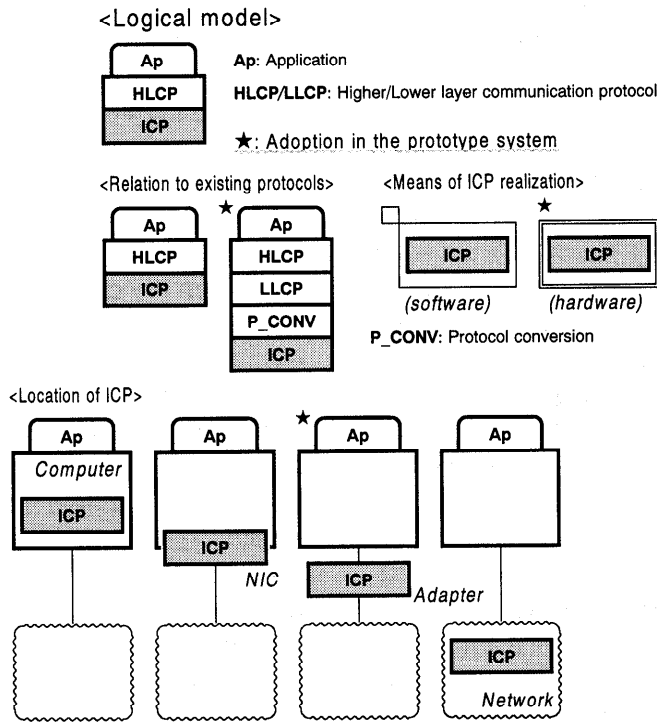 <Logical model>
Ap
HLCP
ICP
Ap: Application
HLCP/LLCP: Higher/Lower layer communication protocol
★: Adoption in the prototype system
<Relation to existing protocols>
Ap
HLCP
ICP
★
Ap
HLCP
LLCP
P_CONV
ICP
<Means of ICP realization>
★
ICP
(software)
ICP
(hardware)
P_CONV: Protocol conversion
<Location of ICP>
Ap
Computer
ICP
Ap
ICP
NIC
★
Ap
ICP
Adapter
Ap
ICP
Network